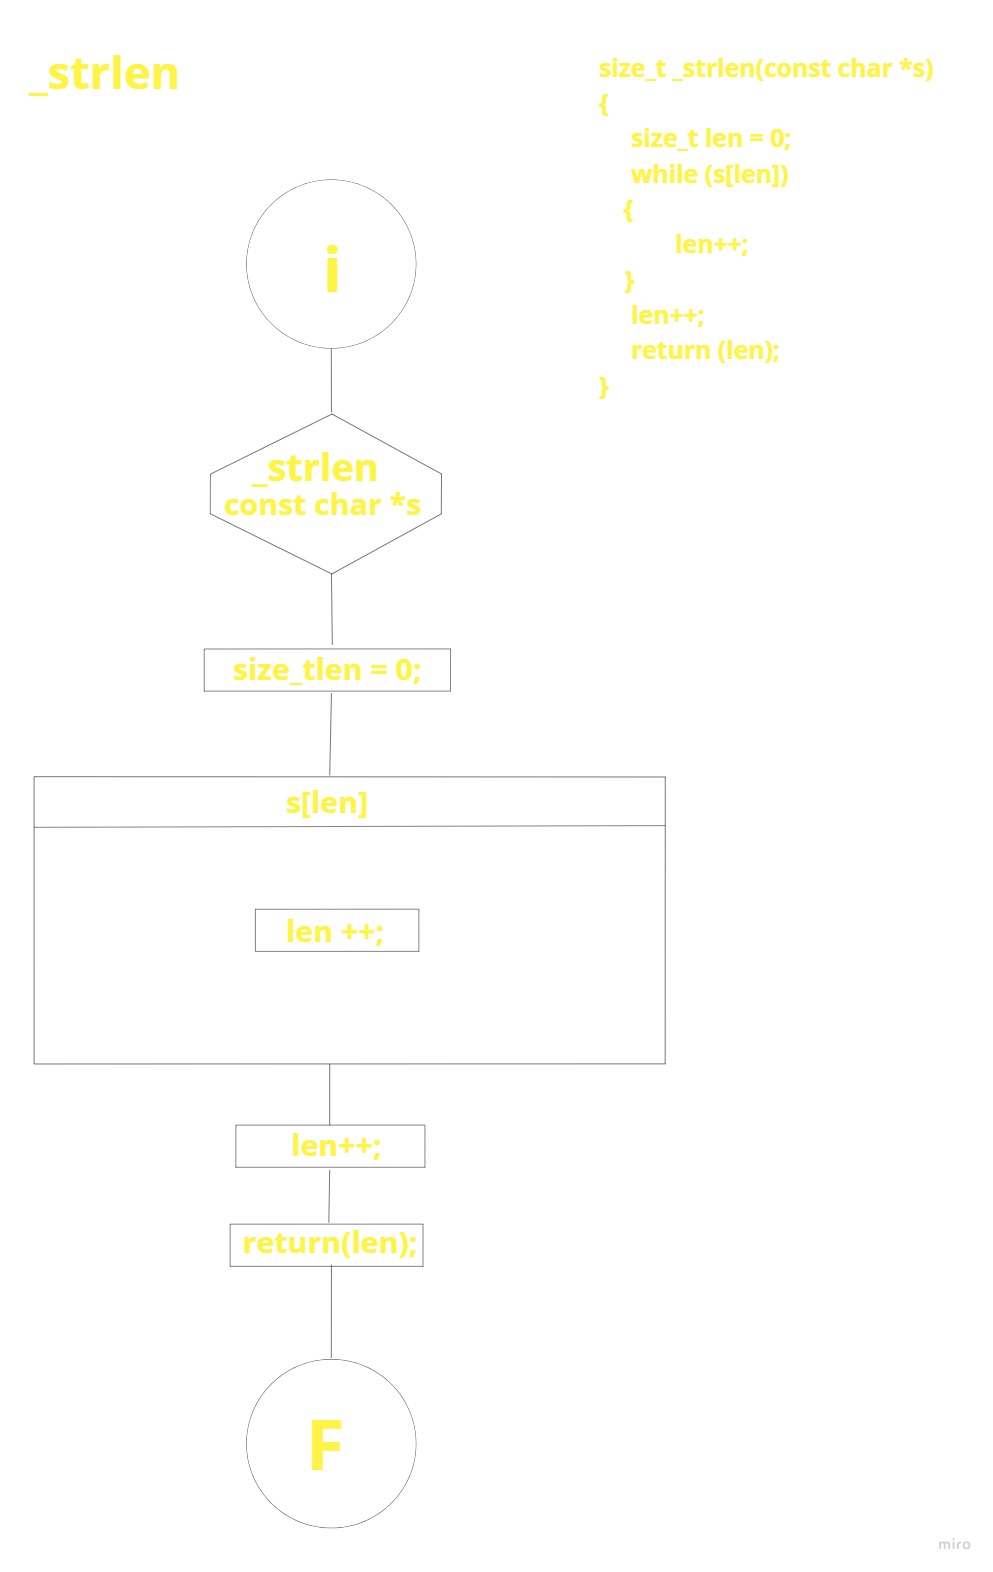 _strlen
size_t _strlen(const char *s)
{
size_t len = 0;
while (s[len])
{
len++;
}
len++;
return (len);
}
i
_strlen
const char *s
size_tlen = 0;
s[len]
len ++;
len++;
return(len);
F
miro